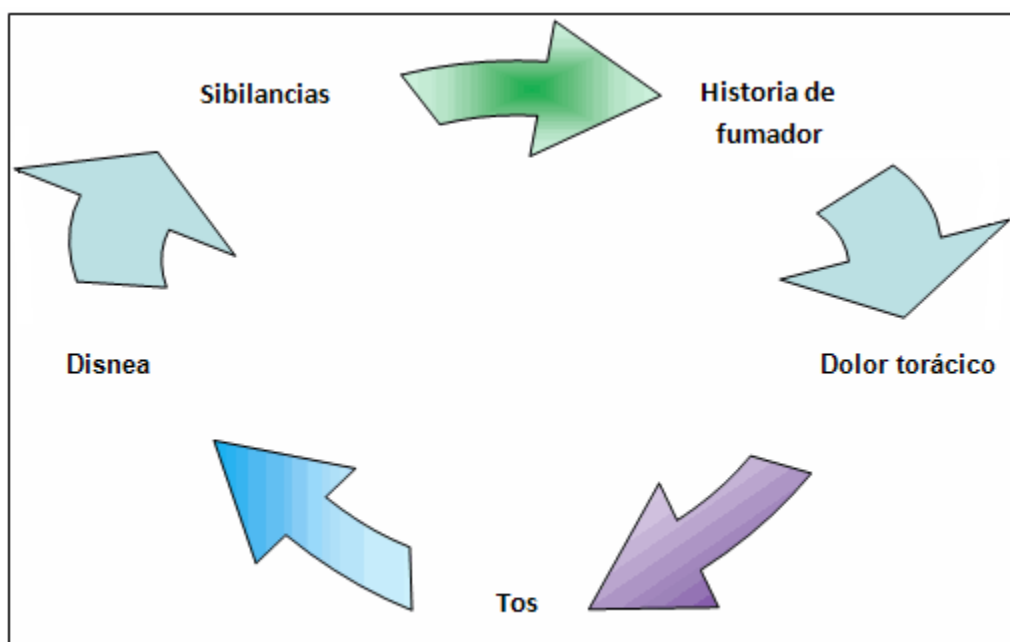 Sibilancias
Historia de
fumador
Disnea
Dolor torácico
Tos